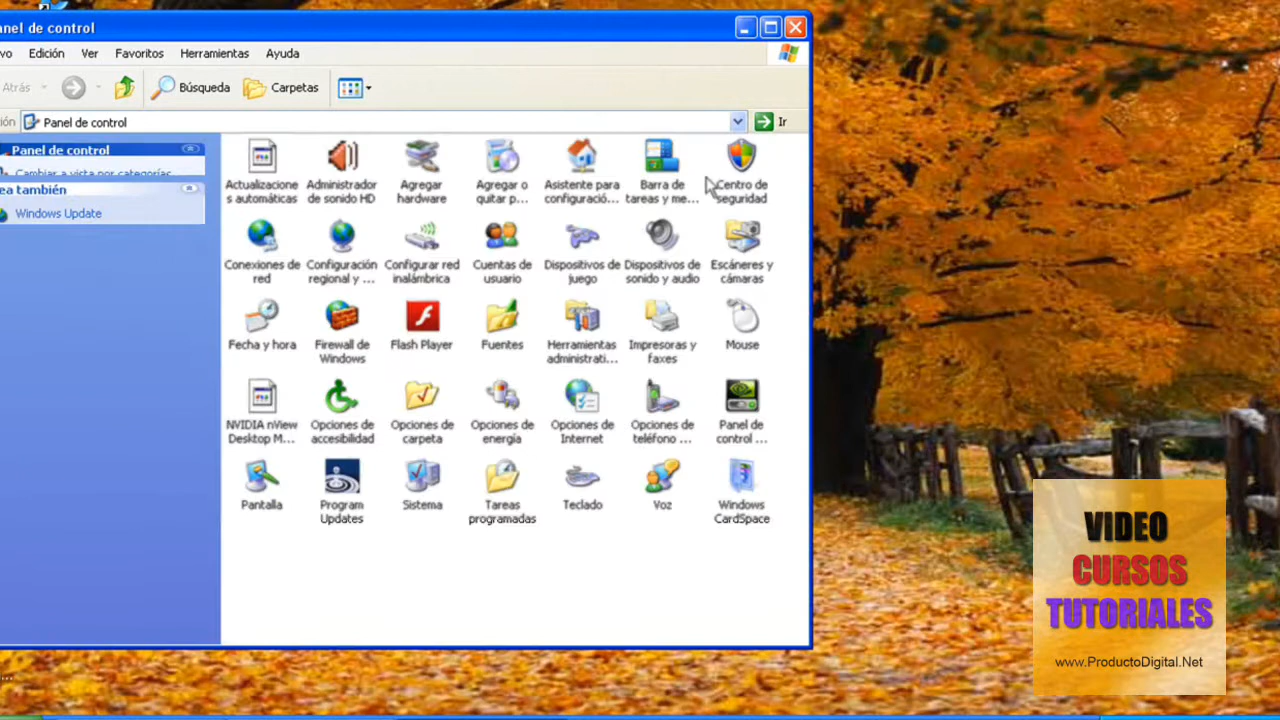 anel de control
vo Edición Ver Favoritos Herramientas Ayuda
Atrás Búsqueda Carpetas
ión Panel de control Ir
Panel de control
Cambiar a vista por categorías
ea también
Windows Update
Actualizacione
s automáticas
Administrador
de sonido HD
Agregar
hardware
Agregar o
quitar p...
Asistente para
configuració...
Barra de
tareas y me...
Centro de
seguridad
Conexiones de
red
Configuración
regional y ...
Configurar red
inalámbrica
Cuentas de
usuario
Dispositivos de
juego
Dispositivos de
sonido y audio
Escáneres y
cámaras
Fecha y hora
Firewall de
Windows
Flash Player
Fuentes
Herramientas
administrati...
Impresoras y
faxes
Mouse
NVIDIA nView
Desktop M...
Opciones de
accesibilidad
Opciones de
carpeta
Opciones de
energía
Opciones de
Internet
Opciones de
teléfono ...
Panel de
control ...
Pantalla
Program
Updates
Sistema
Tareas
programadas
Teclado
Voz
Windows
CardSpace
VIDEO
CURSOS
TUTORIALES
www.ProductoDigital.Net
...